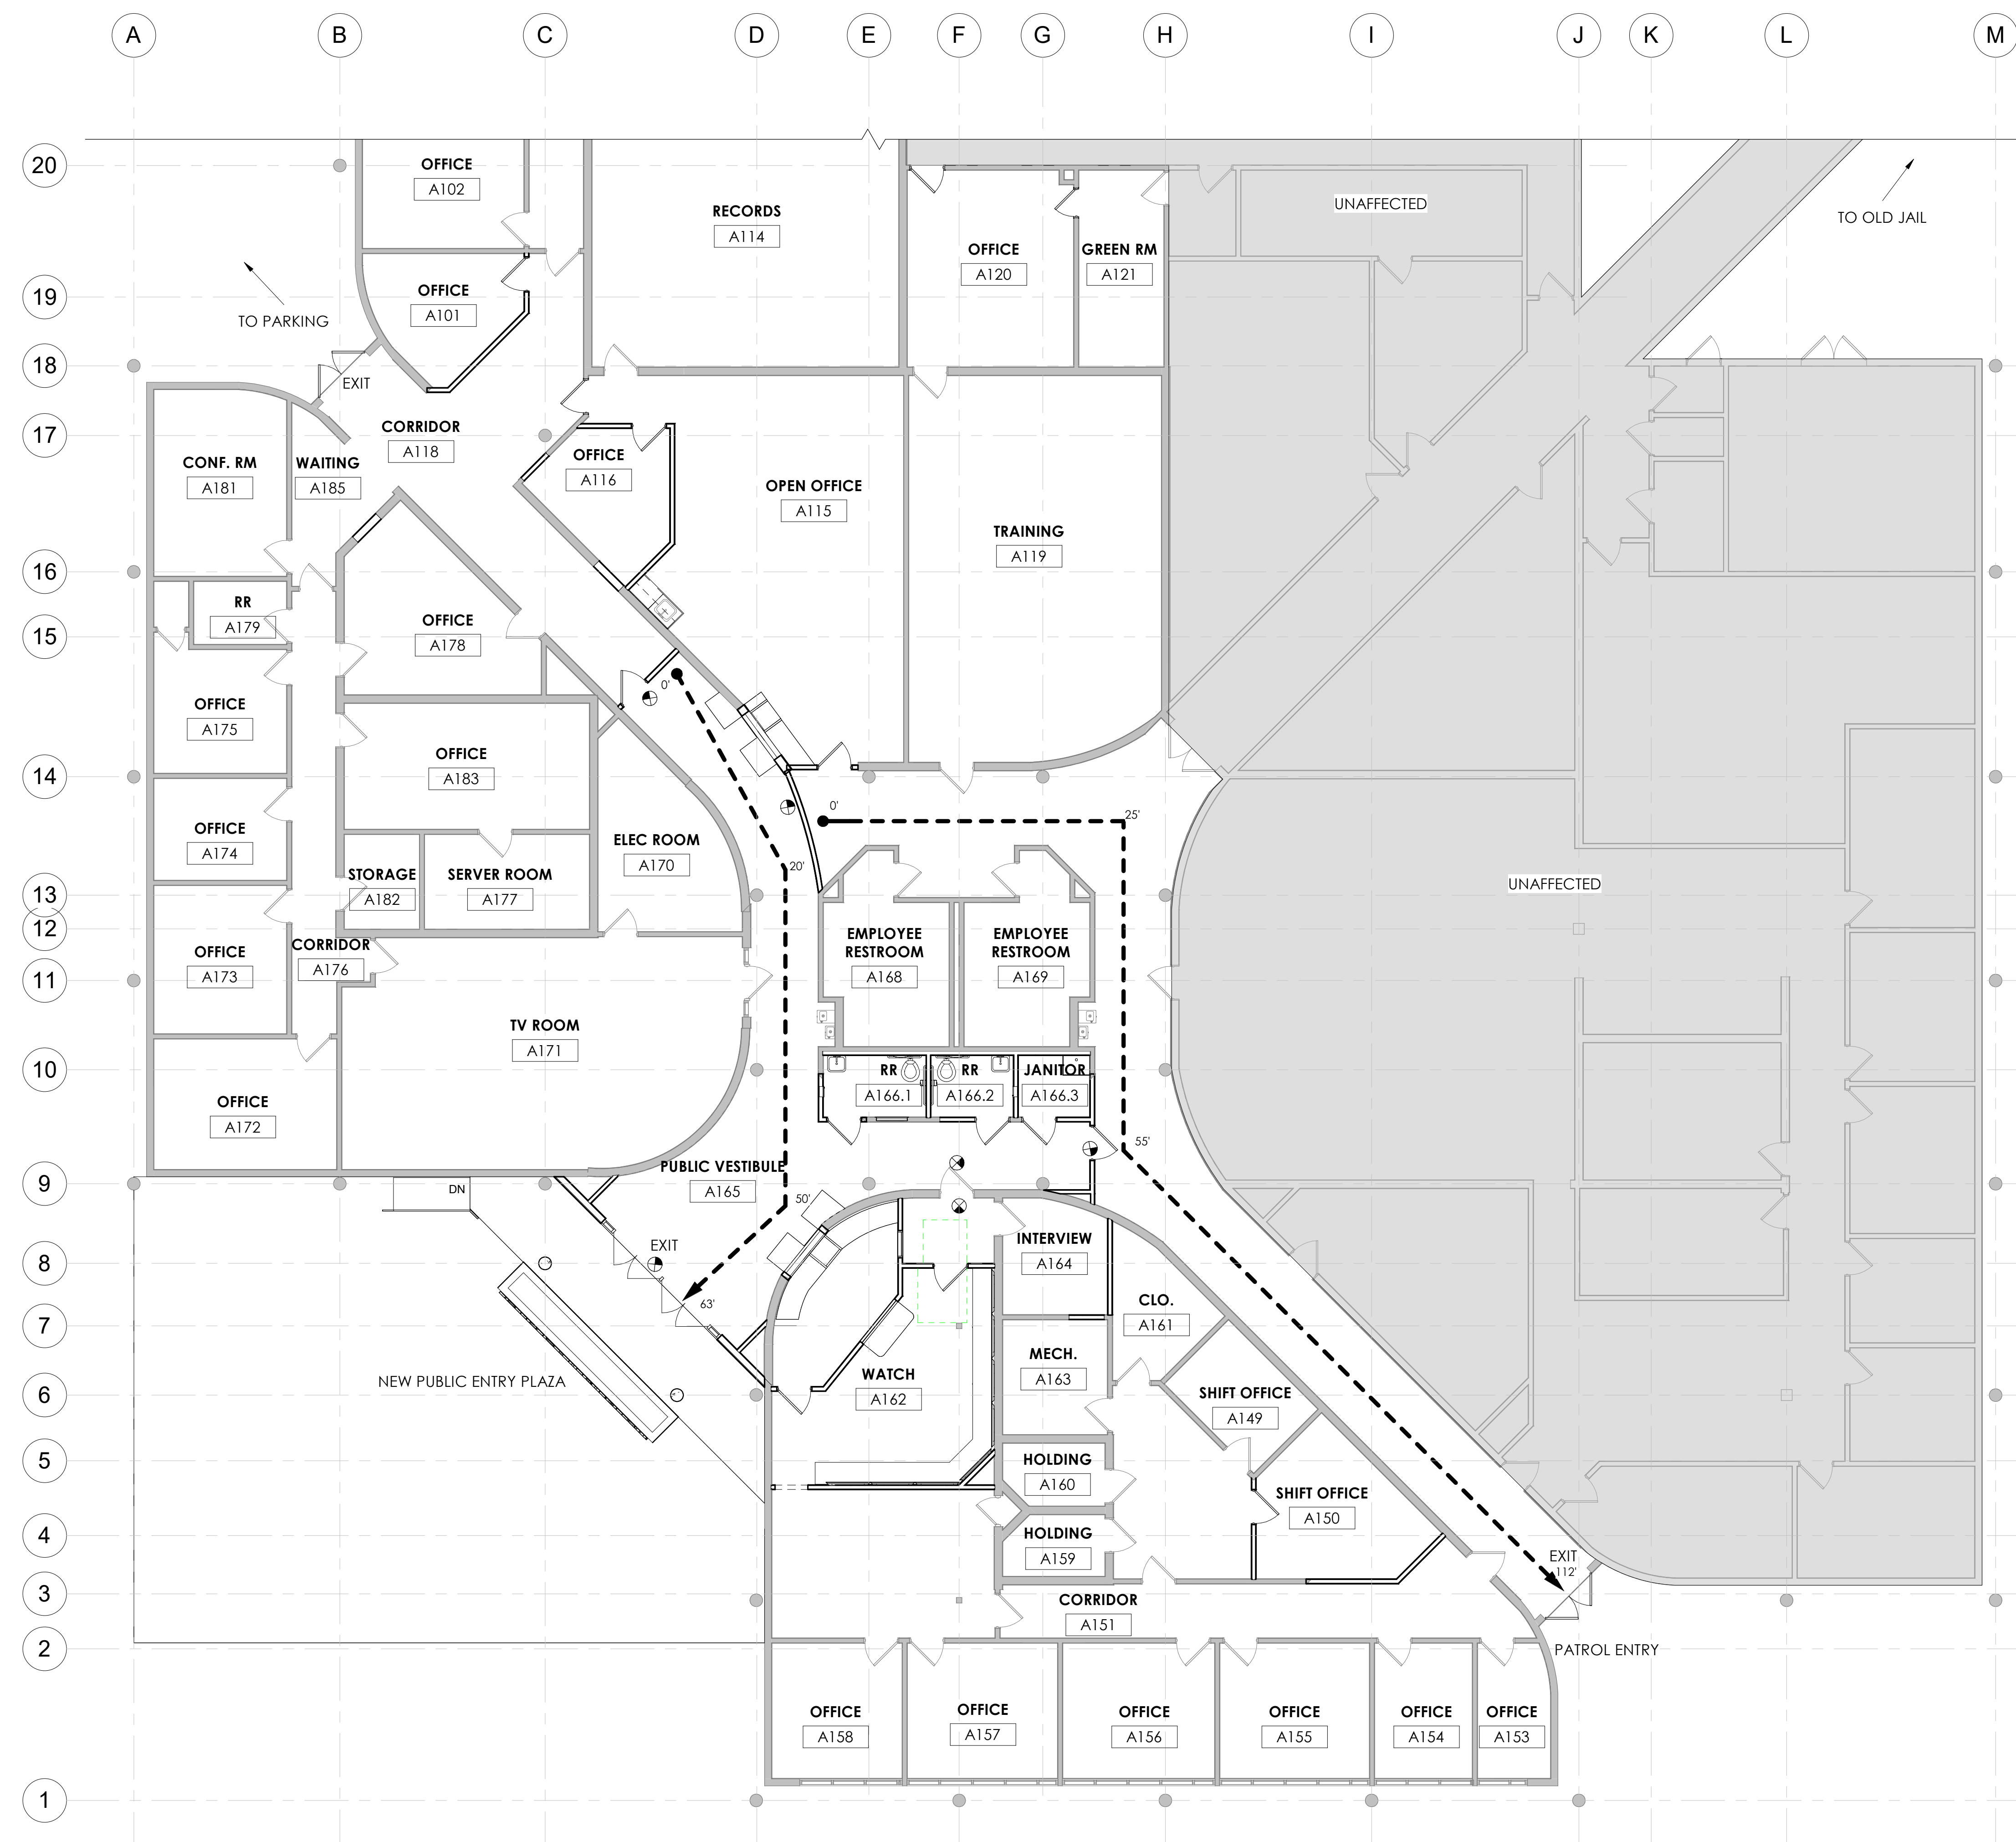 A B C D E F G H I J K L M
20
OFFICE
A102
RECORDS
A114
UNAFFECTED
TO OLD JAIL
OFFICE
A120
GREEN RM
A121
19
OFFICE
A101
TO PARKING
18
EXIT
17
CORRIDOR
A118
CONF. RM
A181
WAITING
A185
OFFICE
A116
OPEN OFFICE
A115
TRAINING
A119
16
RR
A179
15
OFFICE
A178
0'
OFFICE
A175
14
OFFICE
A183
0'
25'
OFFICE
A174
ELEC ROOM
A170
20'
STORAGE
A182
SERVER ROOM
A177
UNAFFECTED
13
12
EMPLOYEE
RESTROOM
A168
EMPLOYEE
RESTROOM
A169
CORRIDOR
A176
OFFICE
A173
11
TV ROOM
A171
10
RR
A166.1
RR
A166.2
JANITOR
A166.3
OFFICE
A172
55'
PUBLIC VESTIBULE
A165
9
DN
50'
8
EXIT
INTERVIEW
A164
63'
CLO.
A161
7
MECH.
A163
WATCH
A162
NEW PUBLIC ENTRY PLAZA
6
SHIFT OFFICE
A149
5
HOLDING
A160
SHIFT OFFICE
A150
4
HOLDING
A159
EXIT
112'
3
CORRIDOR
A151
2
PATROL ENTRY
OFFICE
A158
OFFICE
A157
OFFICE
A156
OFFICE
A155
OFFICE
A154
OFFICE
A153
1